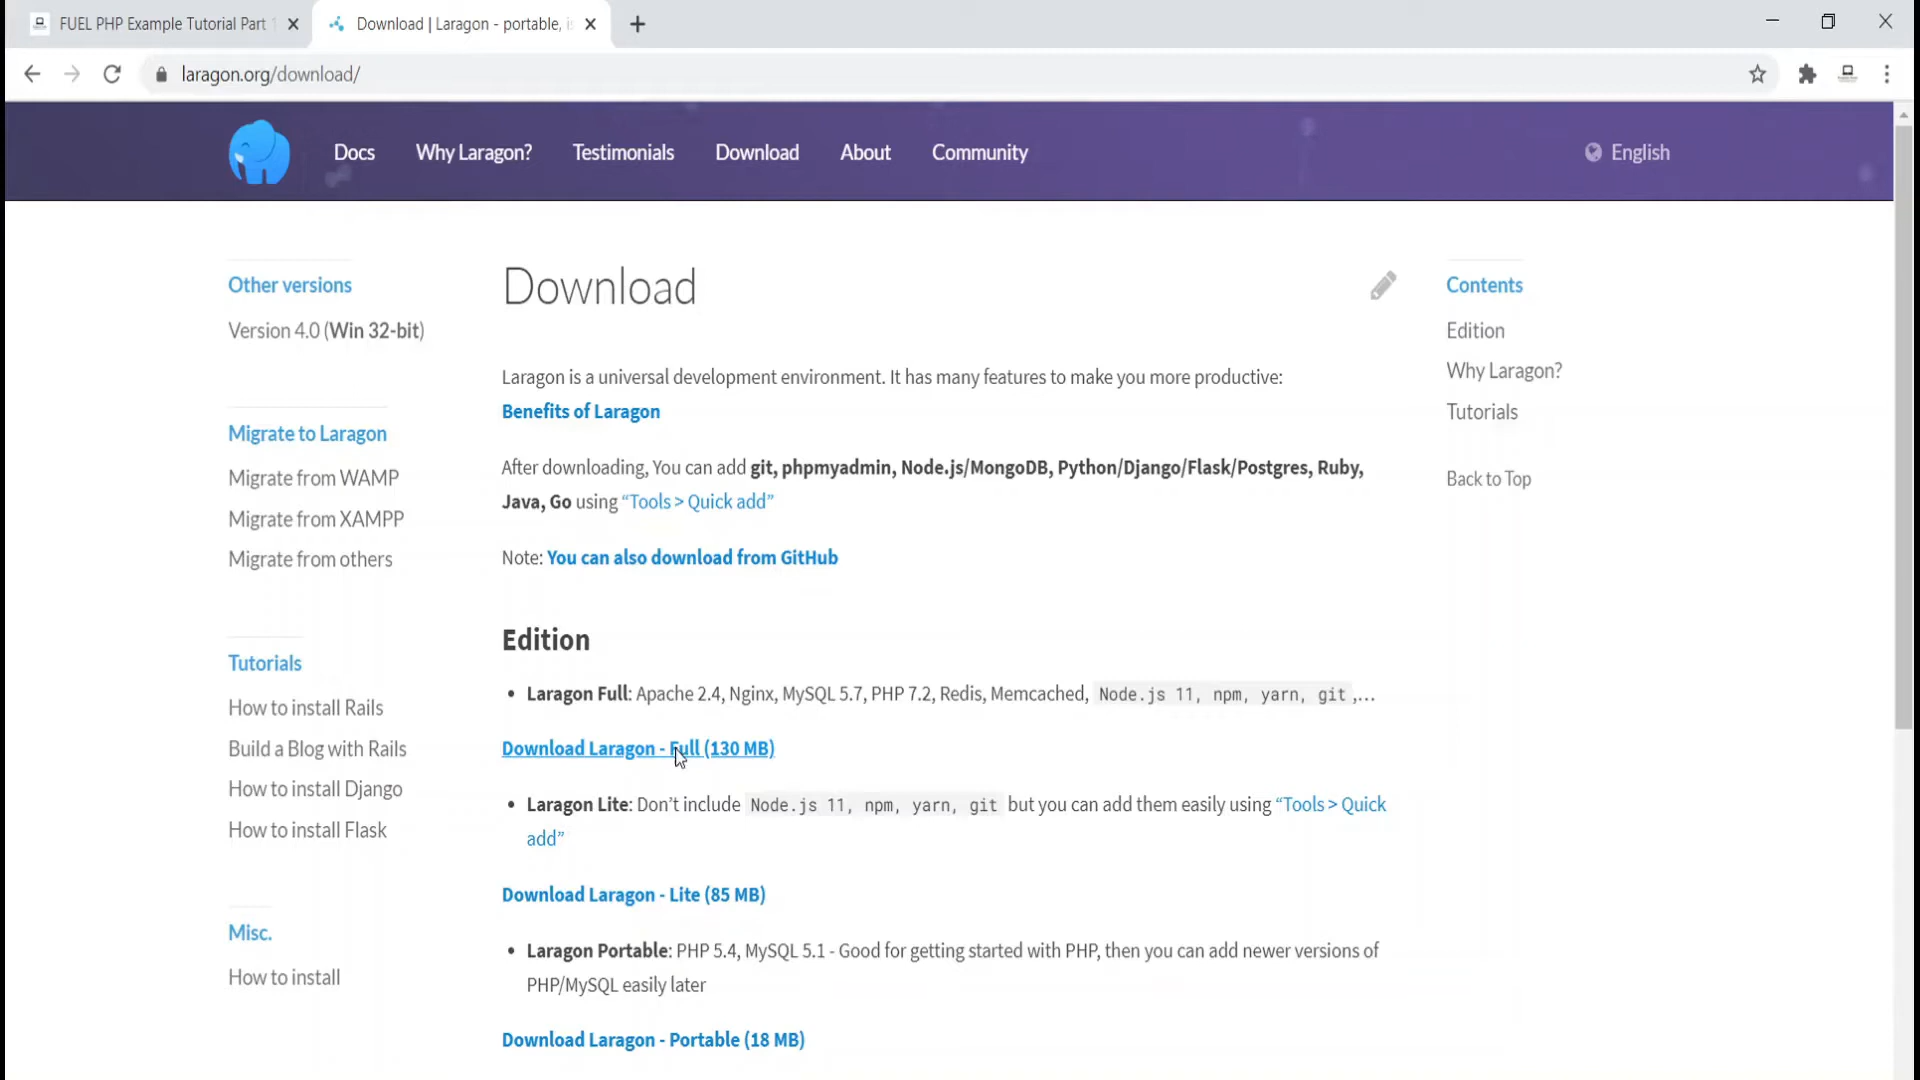 FUEL PHP Example Tutorial Part 1
Download | Laragon - portable, is
laragon.org/download/
Docs
Why Laragon?
Testimonials
Download
About
Community
English
Other versions
Version 4.0 (Win 32-bit)
Migrate to Laragon
Migrate from WAMP
Migrate from XAMPP
Migrate from others
Tutorials
How to install Rails
Build a Blog with Rails
How to install Django
How to install Flask
Misc.
How to install
Download
Laragon is a universal development environment. It has many features to make you more productive:
Benefits of Laragon
After downloading, You can add git, phpmyadmin, Node.js/MongoDB, Python/Django/Flask/Postgres, Ruby,
Java, Go using “Tools > Quick add”
Note: You can also download from GitHub
Edition
• Laragon Full: Apache 2.4, Nginx, MySQL 5.7, PHP 7.2, Redis, Memcached, Node.js 11, npm, yarn, git ,…
Download Laragon - Full (130 MB)
• Laragon Lite: Don’t include Node.js 11, npm, yarn, git but you can add them easily using “Tools > Quick
add”
Download Laragon - Lite (85 MB)
• Laragon Portable: PHP 5.4, MySQL 5.1 - Good for getting started with PHP, then you can add newer versions of
PHP/MySQL easily later
Download Laragon - Portable (18 MB)
Contents
Edition
Why Laragon?
Tutorials
Back to Top